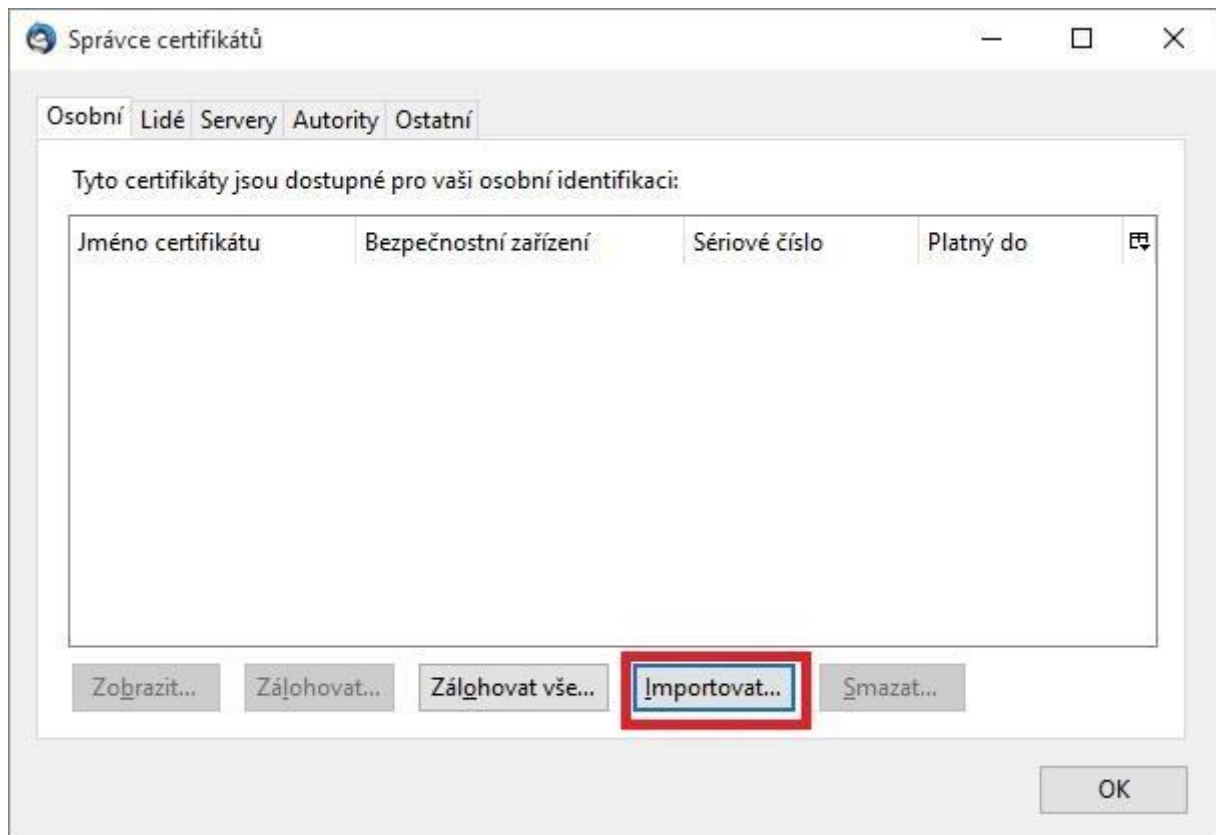 Správce certifikátů
Osobní Lidé Servery Autority Ostatní
Tyto certifikáty jsou dostupné pro vaši osobní identifikaci:
Jméno certifikátu Bezpečnostní zařízení Sériové číslo Platný do
Zobrazit... Zálohovat... Zálohovat vše... Importovat... Smazat...
OK